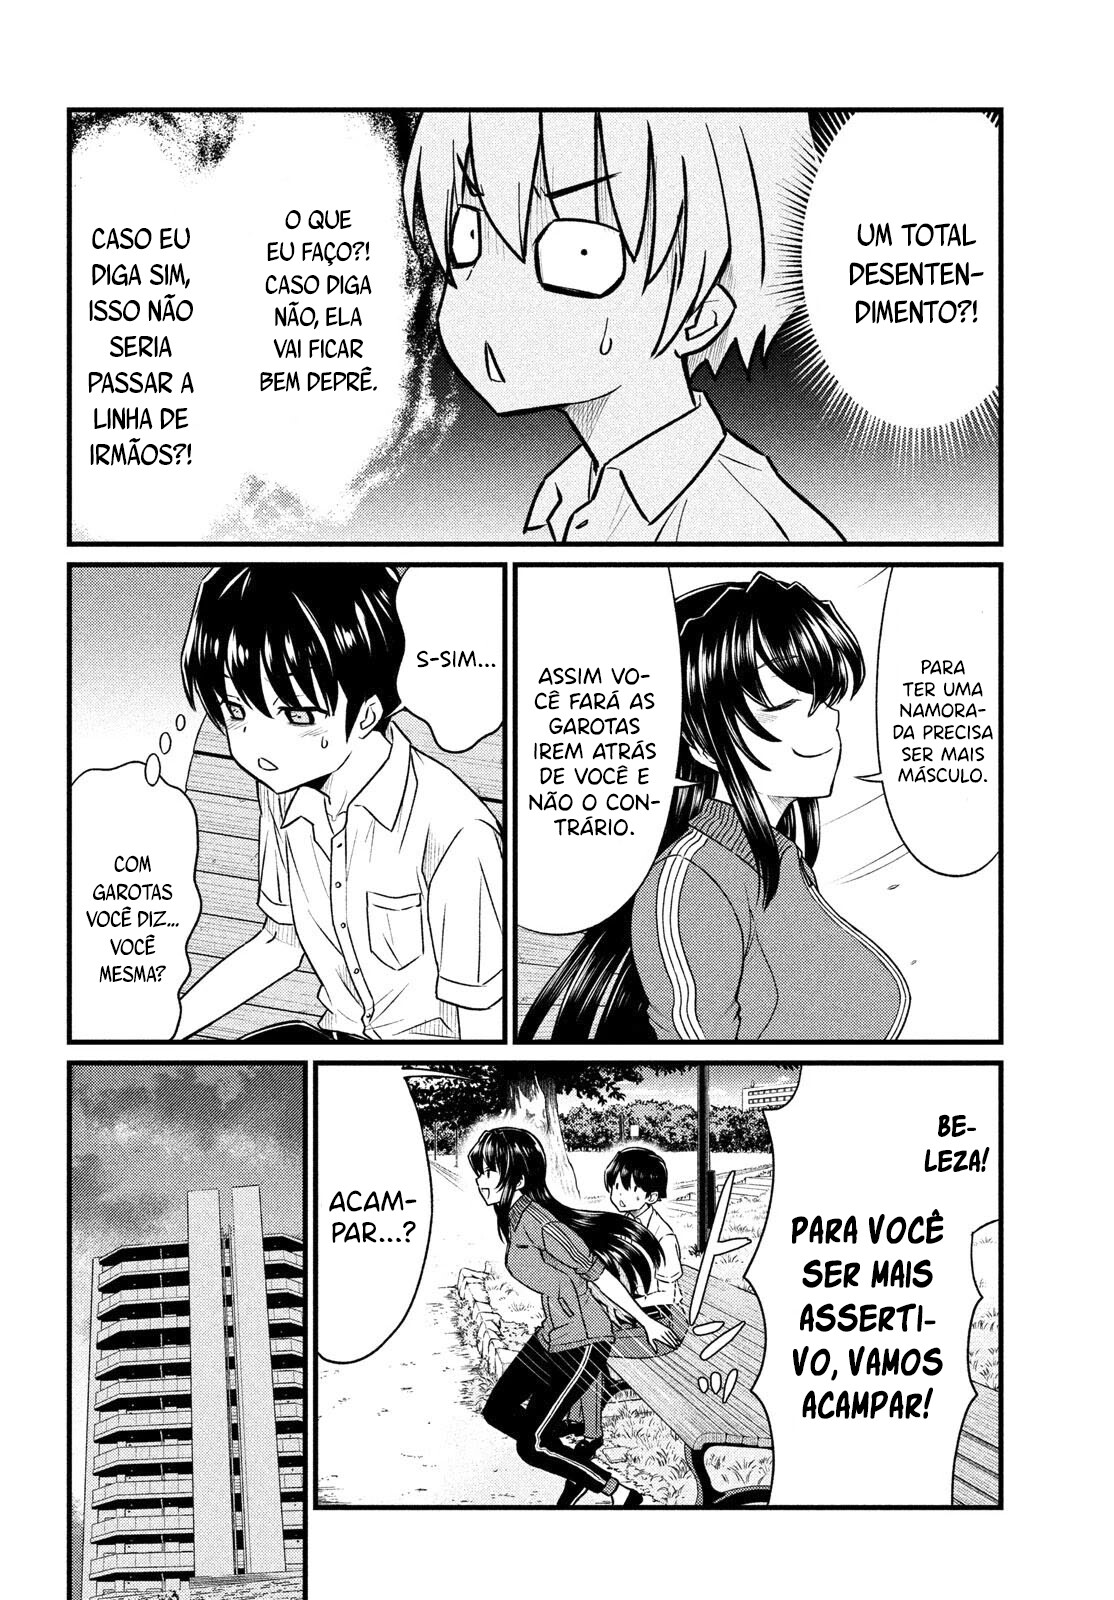 UM TOTAL
DESENTEN-
DIMENTO?!
O QUE
EU FAÇO?!
CASO DIGA
NÃO, ELA
VAI FICAR
BEM DEPRÊ.
CASO EU
DIGA SIM,
ISSO NÃO
SERIA
PASSAR A
LINHA DE
IRMÃOS?!
PARA
TER UMA
NAMORA-
DA PRECISA
SER MAIS
MÁSCULO.
ASSIM VO-
CÊ FARÁ AS
GAROTAS
IREM ATRÁS
DE VOCÊ E
NÃO O CON-
TRÁRIO.
S-SIM...
COM
GAROTAS
VOCÊ DIZ...
VOCÊ
MESMA?
BE-
LEZA!
PARA VOCÊ
SER MAIS
ASSERTI-
VO, VAMOS
ACAMPAR!
ACAM-
PAR...?